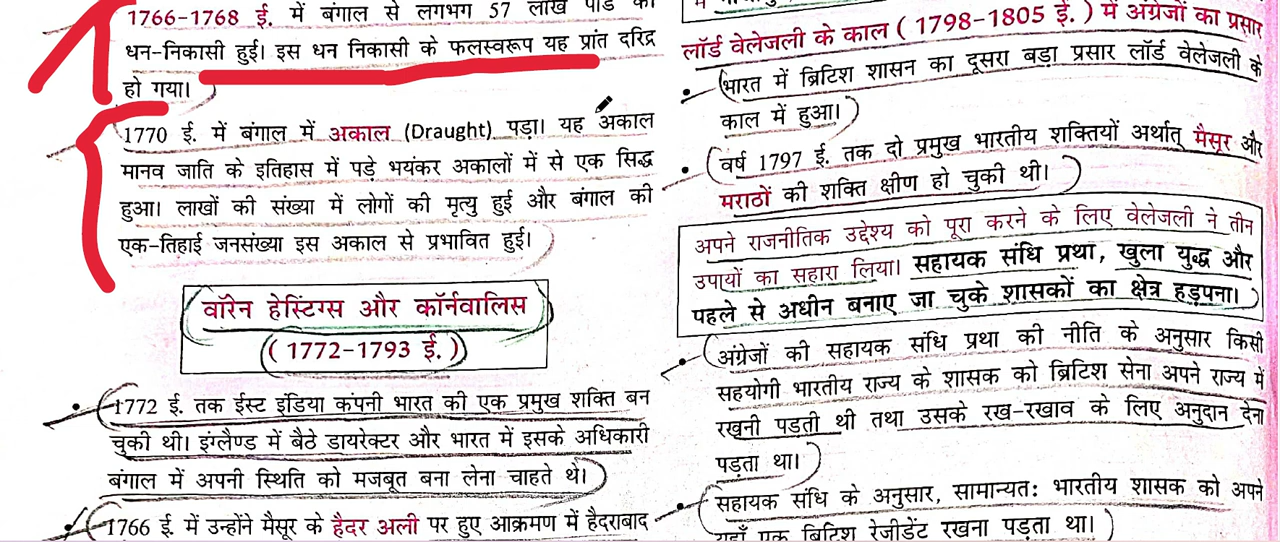 1766-1768 ई. में बंगाल से लगभग 57 लाख पौंड की
धन-निकासी हुई। इस धन निकासी के फलस्वरूप यह प्रांत दरिद्र
हो गया।
1770 ई. में बंगाल में अकाल (Draught) पड़ा। यह अकाल
मानव जाति के इतिहास में पड़े भयंकर अकालों में से एक सिद्ध
हुआ। लाखों की संख्या में लोगों की मृत्यु हुई और बंगाल की
एक-तिहाई जनसंख्या इस अकाल से प्रभावित हुई।
वॉरेन हेस्टिंग्स और कॉर्नवालिस
( 1772-1793 ई. )
• 1772 ई. तक ईस्ट इंडिया कंपनी भारत की एक प्रमुख शक्ति बन
चुकी थी। इंग्लैण्ड में बैठे डायरेक्टर और भारत में इसके अधिकारी
बंगाल में अपनी स्थिति को मजबूत बना लेना चाहते थे।
• 1766 ई. में उन्होंने मैसूर के हैदर अली पर हुए आक्रमण में हैदराबाद
लॉर्ड वेलेजली के काल ( 1798-1805 ई. ) में अंग्रेजों का प्रसार
• भारत में ब्रिटिश शासन का दूसरा बड़ा प्रसार लॉर्ड वेलेजली के
काल में हुआ।
• वर्ष 1797 ई. तक दो प्रमुख भारतीय शक्तियों अर्थात् मैसूर और
मराठों की शक्ति क्षीण हो चुकी थी।
अपने राजनीतिक उद्देश्य को पूरा करने के लिए वेलेजली ने तीन
उपायों का सहारा लिया। सहायक संधि प्रथा, खुला युद्ध और
पहले से अधीन बनाए जा चुके शासकों का क्षेत्र हड़पना।
• अंग्रेजों की सहायक संधि प्रथा की नीति के अनुसार किसी
सहयोगी भारतीय राज्य के शासक को ब्रिटिश सेना अपने राज्य में
रखनी पड़ती थी तथा उसके रख-रखाव के लिए अनुदान देना
पड़ता था।
• सहायक संधि के अनुसार, सामान्यत: भारतीय शासक को अपने
यहाँ एक ब्रिटिश रेजीडेंट रखना पड़ता था।